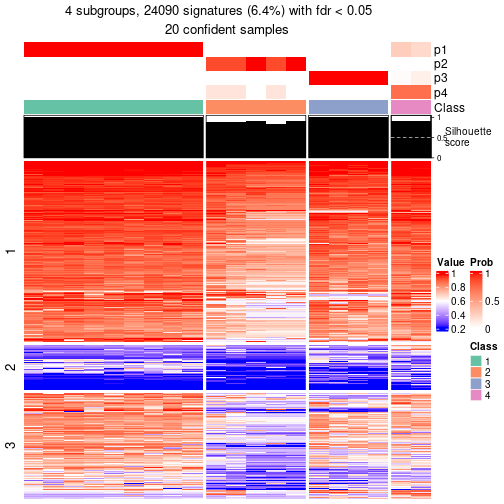 4 subgroups, 24090 signatures (6.4%) with fdr < 0.05
20 confident samples
p1
p2
p3
p4
Class
1
0.5
0
Silhouette
score
1
2
3
Value
1
0.8
0.6
0.4
0.2
Prob
1
0.5
0
Class
1
2
3
4